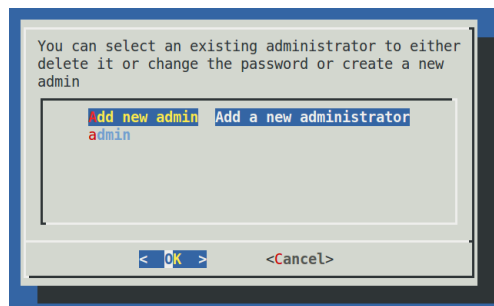 You can select an existing administrator to either
delete it or change the password or create a new
admin
Add new admin  Add a new administrator
admin
<  OK  >  <Cancel>